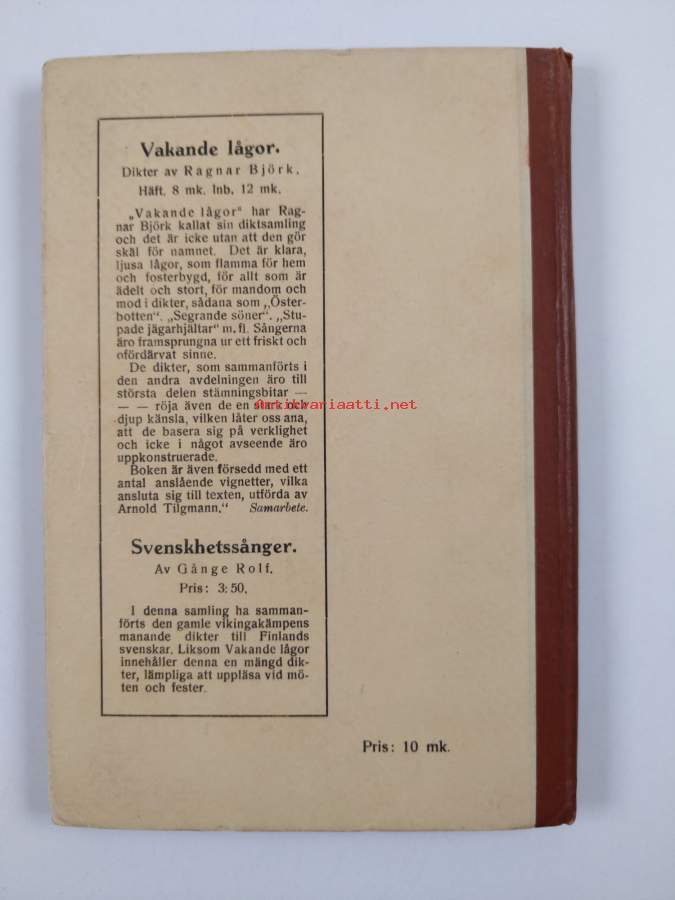 Vakande lågor.
Dikter av Ragnar Björk.
Häft. 8 mk. Inb. 12 mk.
„Vakande lågor" har Rag-
nar Björk kallat sin diktsamling
och det är icke utan att den gör
skäl för namnet. Det är klara,
ljusa lågor, som flamma för hem
och fosterbygd, för allt som är
ädelt och stort, för mandom och
mod i dikter, sådana som „Öster-
botten". „Segrande söner". „Stu-
pade jägarhjältar" m. fl. Sångerna
äro framsprungna ur ett friskt och
ofördärvat sinne.
De dikter, som sammanförts i
den andra avdelningen äro till
största delen stämningsbitar —
— — röja även de en stark och
djup känsla, vilken låter oss ana,
att de basera sig på verklighet
och icke i något avseende äro
uppkonstruerade.
Boken är även försedd med ett
antal anslående vignetter, vilka
ansluta sig till texten, utförda av
Arnold Tilgmann." Samarbete.
Svenskhetssånger.
Av Gånge Rolf.
Pris: 3:50.
I denna samling ha samman-
förts den gamle vikingakämpens
manande dikter till Finlands
svenskar. Liksom Vakande lågor
innehåller denna en mängd dik-
ter, lämpliga att uppläsa vid mö-
ten och fester.
Pris: 10 mk.
Antikvariaatti.net